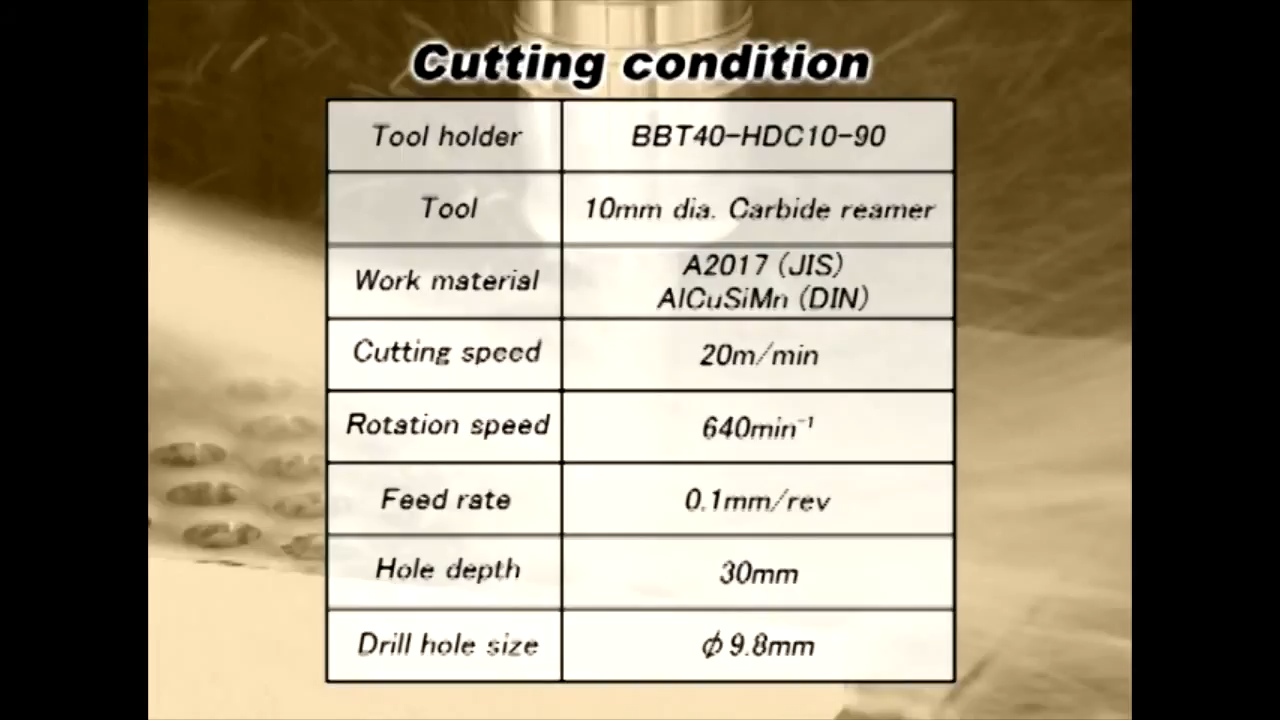 Cutting condition
Tool holder BBT40-HDC10-90
Tool 10mm dia. Carbide reamer
Work material A2017 (JIS)
AlCuSiMn (DIN)
Cutting speed 20m/min
Rotation speed 640min⁻¹
Feed rate 0.1mm/rev
Hole depth 30mm
Drill hole size ϕ9.8mm